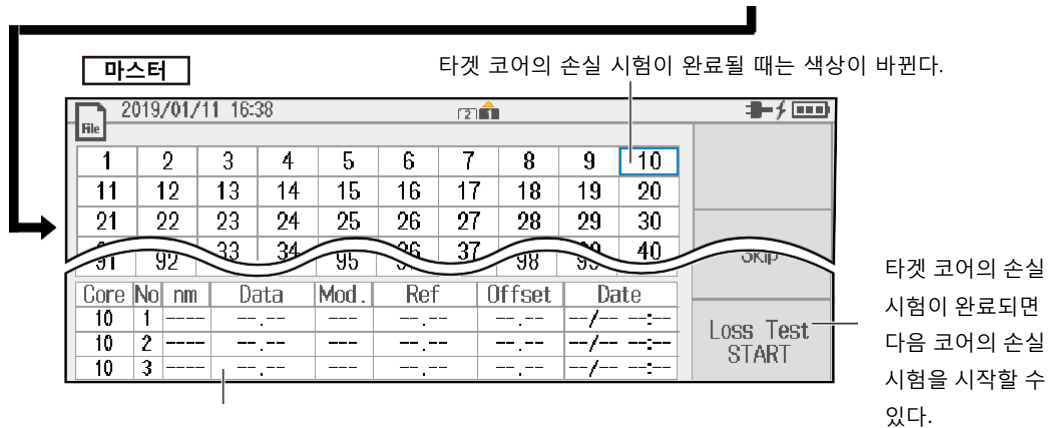 마스터
타겟 코어의 손실 시험이 완료될 때는 색상이 바뀐다.
File 2019/01/11 16:38 2 1
1 2 3 4 5 6 7 8 9 10
11 12 13 14 15 16 17 18 19 20
21 22 23 24 25 26 27 28 29 30
33 34 36 37 40
91 92 95 98
Skip
Core No nm Data Mod. Ref Offset Date
10 1 ---- --.-- --- --.-- --.-- --/-- --:--
10 2 ---- --.-- --- --.-- --.-- --/-- --:--
10 3 ---- --.-- --- --.-- --.-- --/-- --:--
Loss Test
START
타겟 코어의 손실
시험이 완료되면
다음 코어의 손실
시험을 시작할 수
있다.